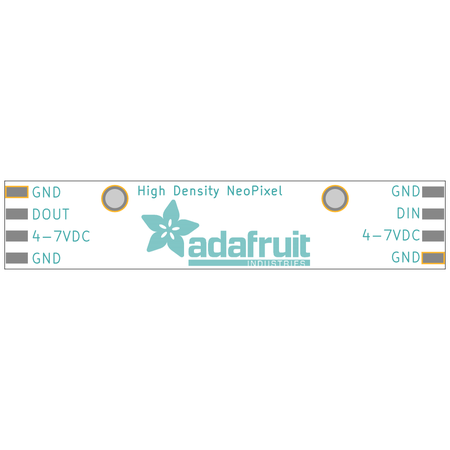 GND
DOUT
4-7VDC
GND
High Density NeoPixel
adafruit
INDUSTRIES
GND
DIN
4-7VDC
GND